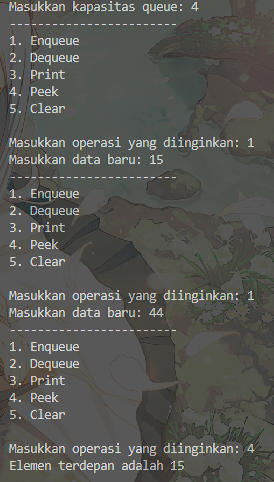 Masukkan kapasitas queue: 4
-------------------------
1. Enqueue
2. Dequeue
3. Print
4. Peek
5. Clear
Masukkan operasi yang diinginkan: 1
Masukkan data baru: 15
-------------------------
1. Enqueue
2. Dequeue
3. Print
4. Peek
5. Clear
Masukkan operasi yang diinginkan: 1
Masukkan data baru: 44
-------------------------
1. Enqueue
2. Dequeue
3. Print
4. Peek
5. Clear
Masukkan operasi yang diinginkan: 4
Elemen terdepan adalah 15